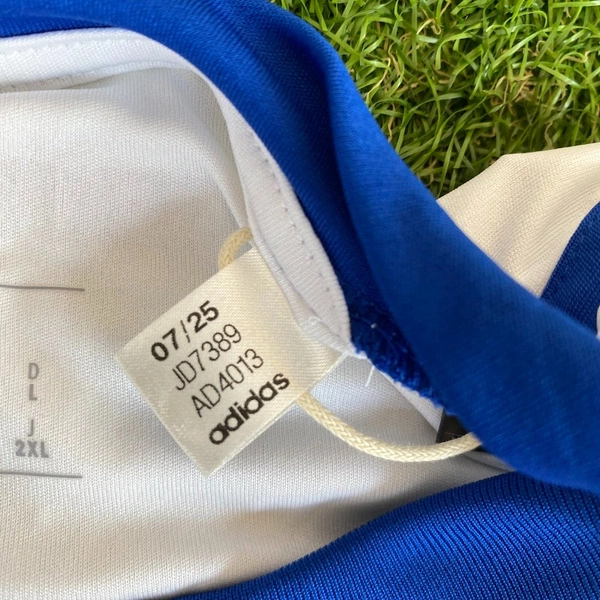 07/25
JD7389
AD4013
adidas
D
L
J
2XL